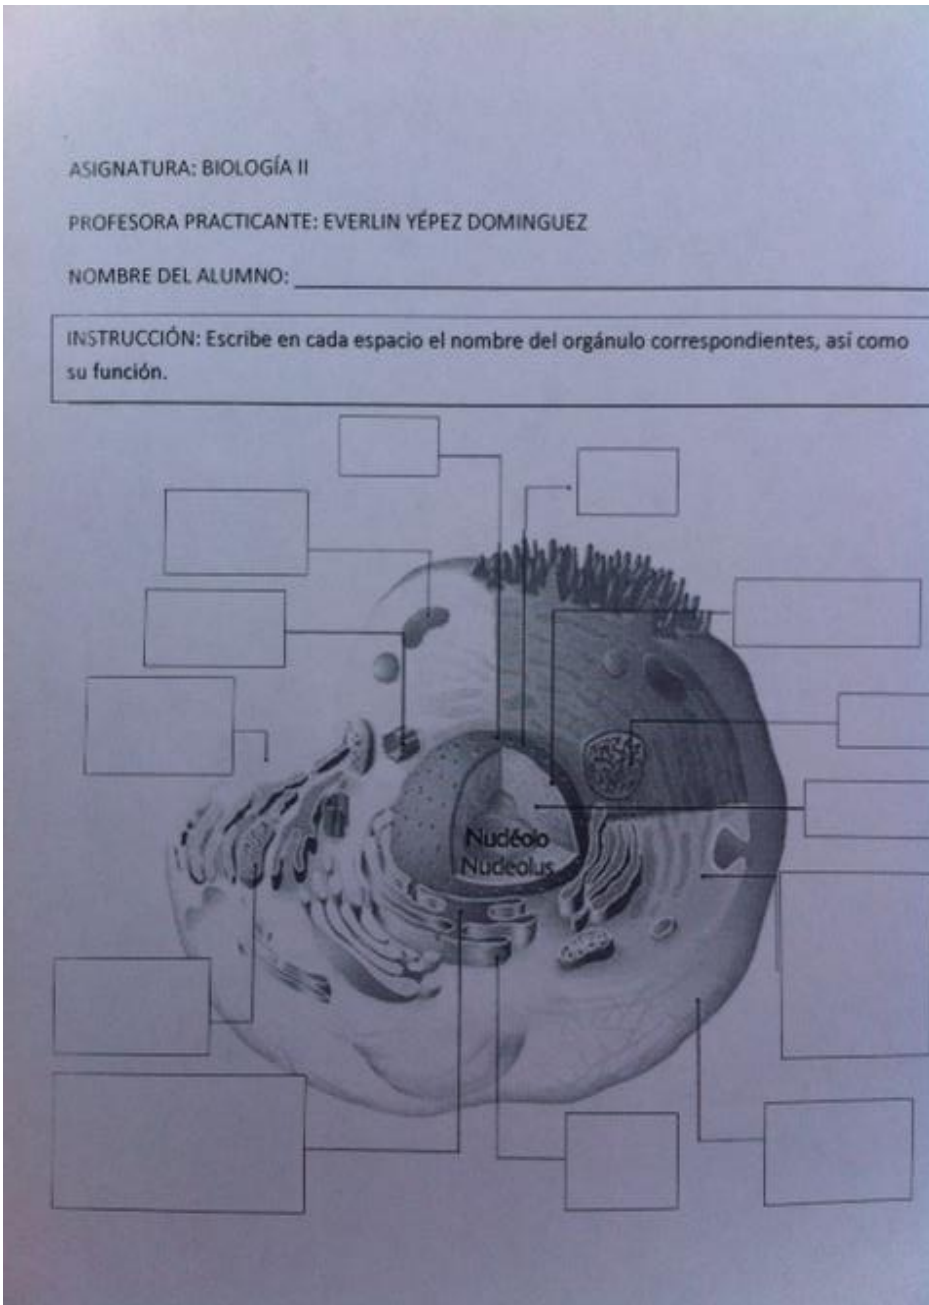 ASIGNATURA: BIOLOGÍA II
PROFESORA PRACTICANTE: EVERLIN YÉPEZ DOMINGUEZ
NOMBRE DEL ALUMNO:
INSTRUCCIÓN: Escribe en cada espacio el nombre del orgánulo correspondientes, así como
su función.
Nucléolo
Nucleolus